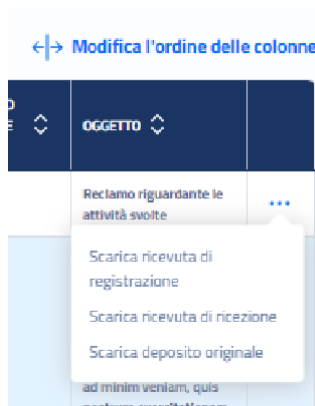 Modifica l'ordine delle colonne
O
E
OGGETTO
Reclamo riguardante le
attività svolte
...
Scarica ricevuta di
registrazione
Scarica ricevuta di ricezione
Scarica deposito originale
ad minim veniam, quis